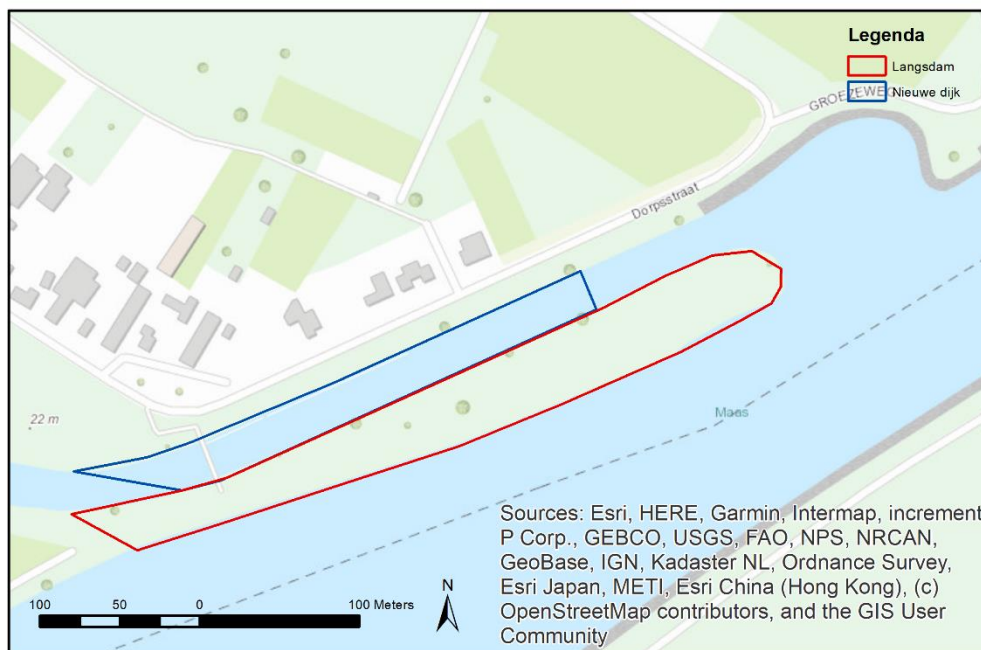 Legenda
Langsdam
Nieuwe dijk
GROEZEWEG
Dorpsstraat
Maas
22 m
Sources: Esri, HERE, Garmin, Intermap, increment
P Corp., GEBCO, USGS, FAO, NPS, NRCAN,
GeoBase, IGN, Kadaster NL, Ordnance Survey,
Esri Japan, METI, Esri China (Hong Kong), (c)
OpenStreetMap contributors, and the GIS User
Community
N
100 50 0 100 Meters